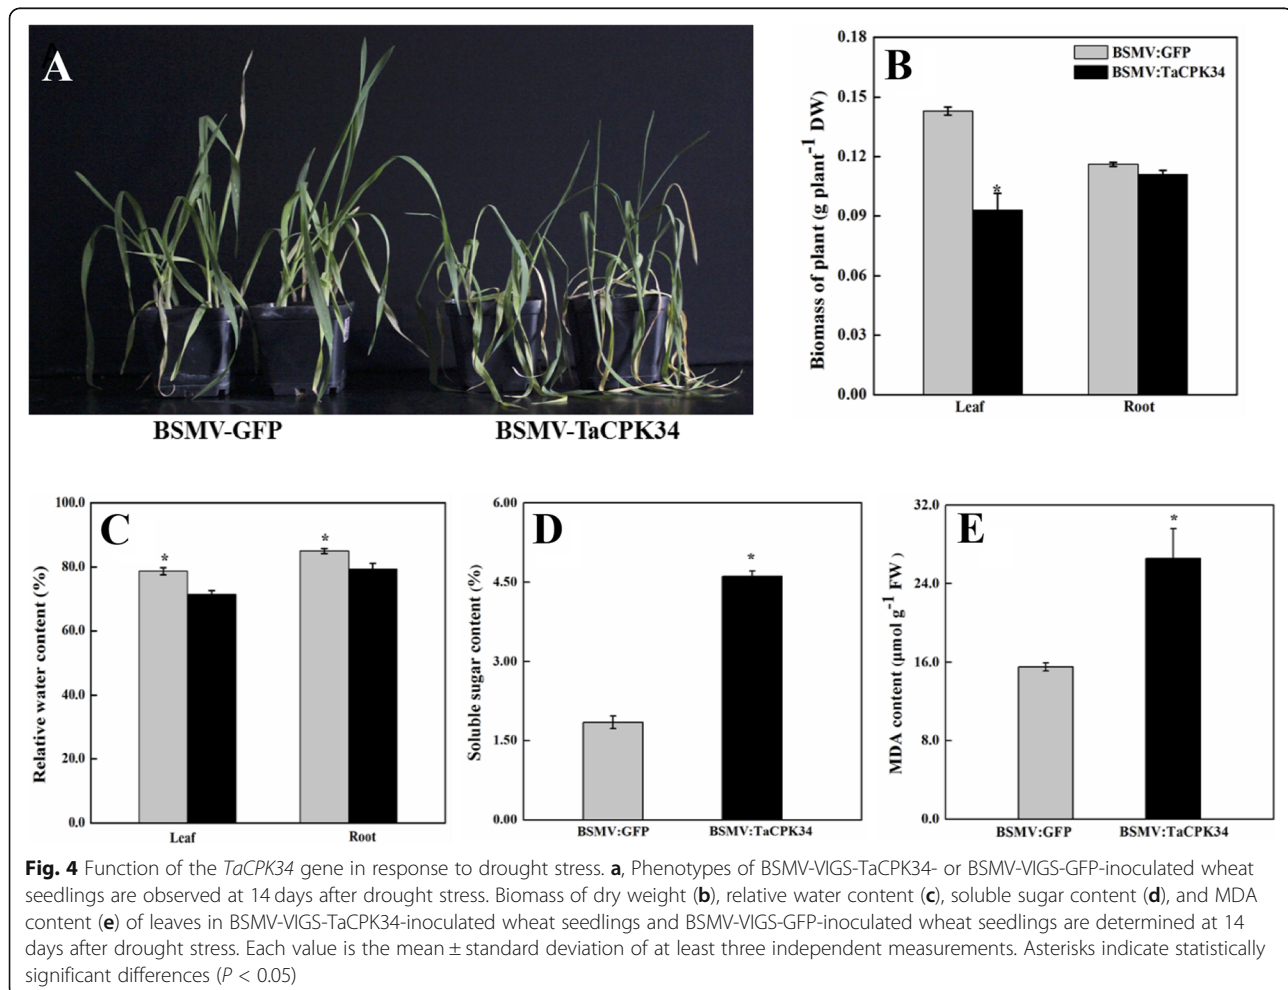 A
BSMV-GFP
BSMV-TaCPK34
B
BSMV:GFP
BSMV:TaCPK34
Biomass of plant (g plant⁻¹ DW)
0.18
0.15
0.12
0.09
0.06
0.03
0.00
*
Leaf
Root
C
Relative water content (%)
100.0
80.0
60.0
40.0
20.0
0.0
*
*
Leaf
Root
D
Soluble sugar content (%)
6.00
4.50
3.00
1.50
0.00
*
BSMV:GFP
BSMV:TaCPK34
E
MDA content (μmol g⁻¹ FW)
32.0
24.0
16.0
8.0
0.0
*
BSMV:GFP
BSMV:TaCPK34
Fig. 4 Function of the TaCPK34 gene in response to drought stress. a, Phenotypes of BSMV-VIGS-TaCPK34- or BSMV-VIGS-GFP-inoculated wheat
seedlings are observed at 14 days after drought stress. Biomass of dry weight (b), relative water content (c), soluble sugar content (d), and MDA
content (e) of leaves in BSMV-VIGS-TaCPK34-inoculated wheat seedlings and BSMV-VIGS-GFP-inoculated wheat seedlings are determined at 14
days after drought stress. Each value is the mean ± standard deviation of at least three independent measurements. Asterisks indicate statistically
significant differences (P < 0.05)